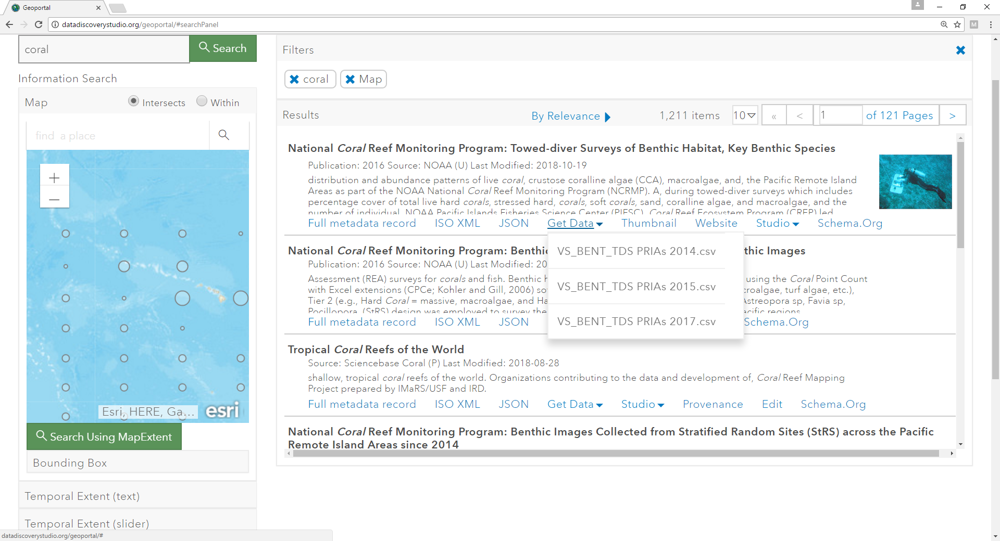 Geoportal
datadiscoverystudio.org/geoportal/#searchPanel
M
coral
Search
Information Search
Map
Intersects
Within
find a place
+
−
Esri, HERE, Ga...
esri
Search Using MapExtent
Bounding Box
Temporal Extent (text)
Temporal Extent (slider)
datadiscoverystudio.org/geoportal/#
Filters
coral
Map
Results
By Relevance
1,211 items
10
«
<
1
of 121 Pages
>
National Coral Reef Monitoring Program: Towed-diver Surveys of Benthic Habitat, Key Benthic Species
Publication: 2016 Source: NOAA (U) Last Modified: 2018-10-19
distribution and abundance patterns of live coral, crustose coralline algae (CCA), macroalgae, and, the Pacific Remote Island
Areas as part of the NOAA National Coral Reef Monitoring Program (NCRMP). A, during towed-diver surveys which includes
percentage cover of total live hard corals, stressed hard, corals, soft corals, sand, coralline algae, and macroalgae, and the
number of individual, NOAA Pacific Islands Fisheries Science Center (PIFSC), Coral Reef Ecosystem Program (CREP) led
Full metadata record ISO XML JSON Get Data Thumbnail Website Studio Schema.Org
VS_BENT_TDS PRIAs 2014.csv
VS_BENT_TDS PRIAs 2015.csv
VS_BENT_TDS PRIAs 2017.csv
National Coral Reef Monitoring Program: Benthic Images
Publication: 2016 Source: NOAA (U) Last Modified: 20
Assessment (REA) surveys for corals and fish. Benthic using the Coral Point Count
with Excel extensions (CPCe; Kohler and Gill, 2006) so croalgae, turf algae, etc.),
Tier 2 (e.g., Hard Coral = massive, macroalgae, and Ha Astreopora sp, Favia sp,
Pocillopora, (StRS) design was employed to survey the acific regions
Full metadata record ISO XML JSON Schema.Org
Tropical Coral Reefs of the World
Source: Sciencebase Coral (P) Last Modified: 2018-08-28
shallow, tropical coral reefs of the world. Organizations contributing to the data and development of, Coral Reef Mapping
Project prepared by IMaRS/USF and IRD.
Full metadata record ISO XML JSON Get Data Studio Provenance Edit Schema.Org
National Coral Reef Monitoring Program: Benthic Images Collected from Stratified Random Sites (StRS) across the Pacific
Remote Island Areas since 2014